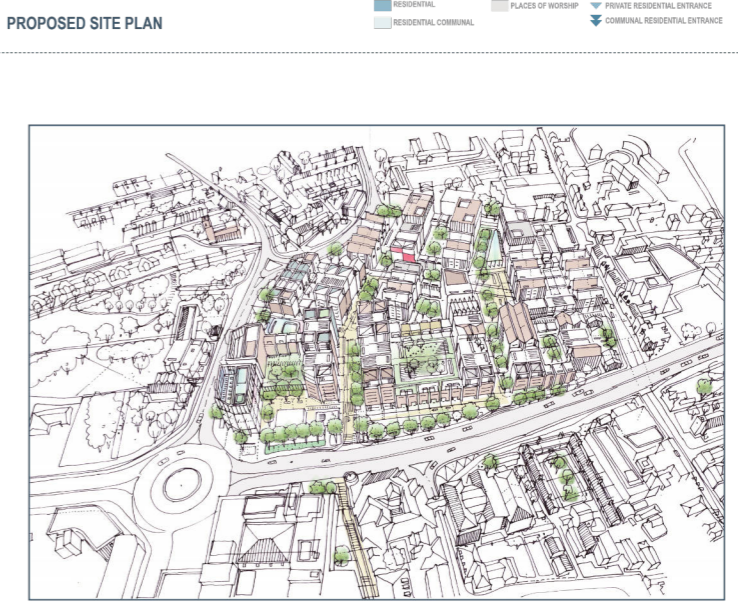 RESIDENTIAL
PLACES OF WORSHIP
PRIVATE RESIDENTIAL ENTRANCE
PROPOSED SITE PLAN
RESIDENTIAL COMMUNAL
COMMUNAL RESIDENTIAL ENTRANCE